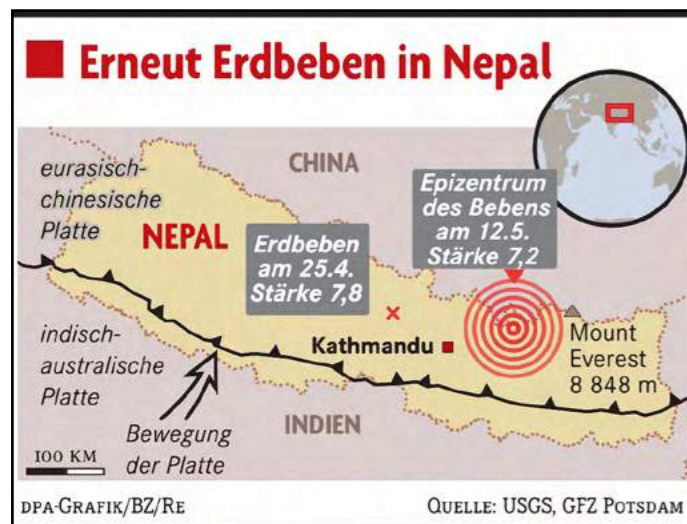 Erneut Erdbeben in Nepal
CHINA
eurasisch-
chinesische
Platte
NEPAL
Erdbeben
am 25.4.
Stärke 7,8
Epizentrum
des Bebens
am 12.5.
Stärke 7,2
indisch-
australische
Platte
Kathmandu
Mount
Everest
8 848 m
Bewegung
der Platte
INDIEN
100 KM
DPA-GRAFIK/BZ/RE
QUELLE: USGS, GFZ POTSDAM